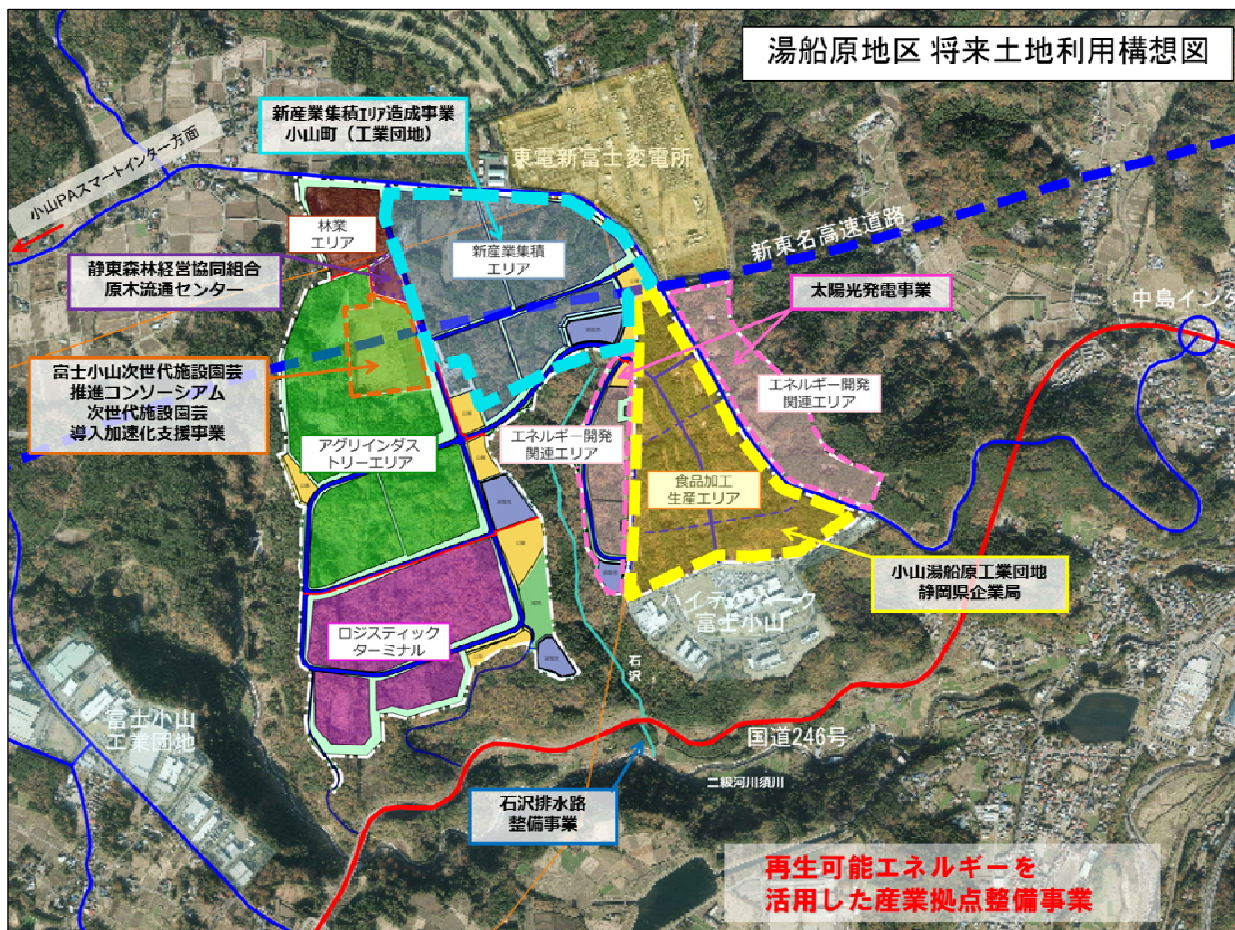 湯船原地区 将来土地利用構想図
新産業集積エリア造成事業
小山町（工業団地）
東電新富士変電所
小山PAスマートインター方面
林業
エリア
新産業集積
エリア
新東名高速道路
静東森林経営協同組合
原木流通センター
太陽光発電事業
中島インタ
富士小山次世代施設園芸
推進コンソーシアム
次世代施設園芸
導入加速化支援事業
エネルギー開発
関連エリア
アグリインダス
トリーエリア
エネルギー開発
関連エリア
食品加工
生産エリア
小山湯船原工業団地
静岡県企業局
ハイテクパーク
富士小山
ロジスティック
ターミナル
石沢
富士小山
工業団地
国道246号
二級河川須川
石沢排水路
整備事業
再生可能エネルギーを
活用した産業拠点整備事業